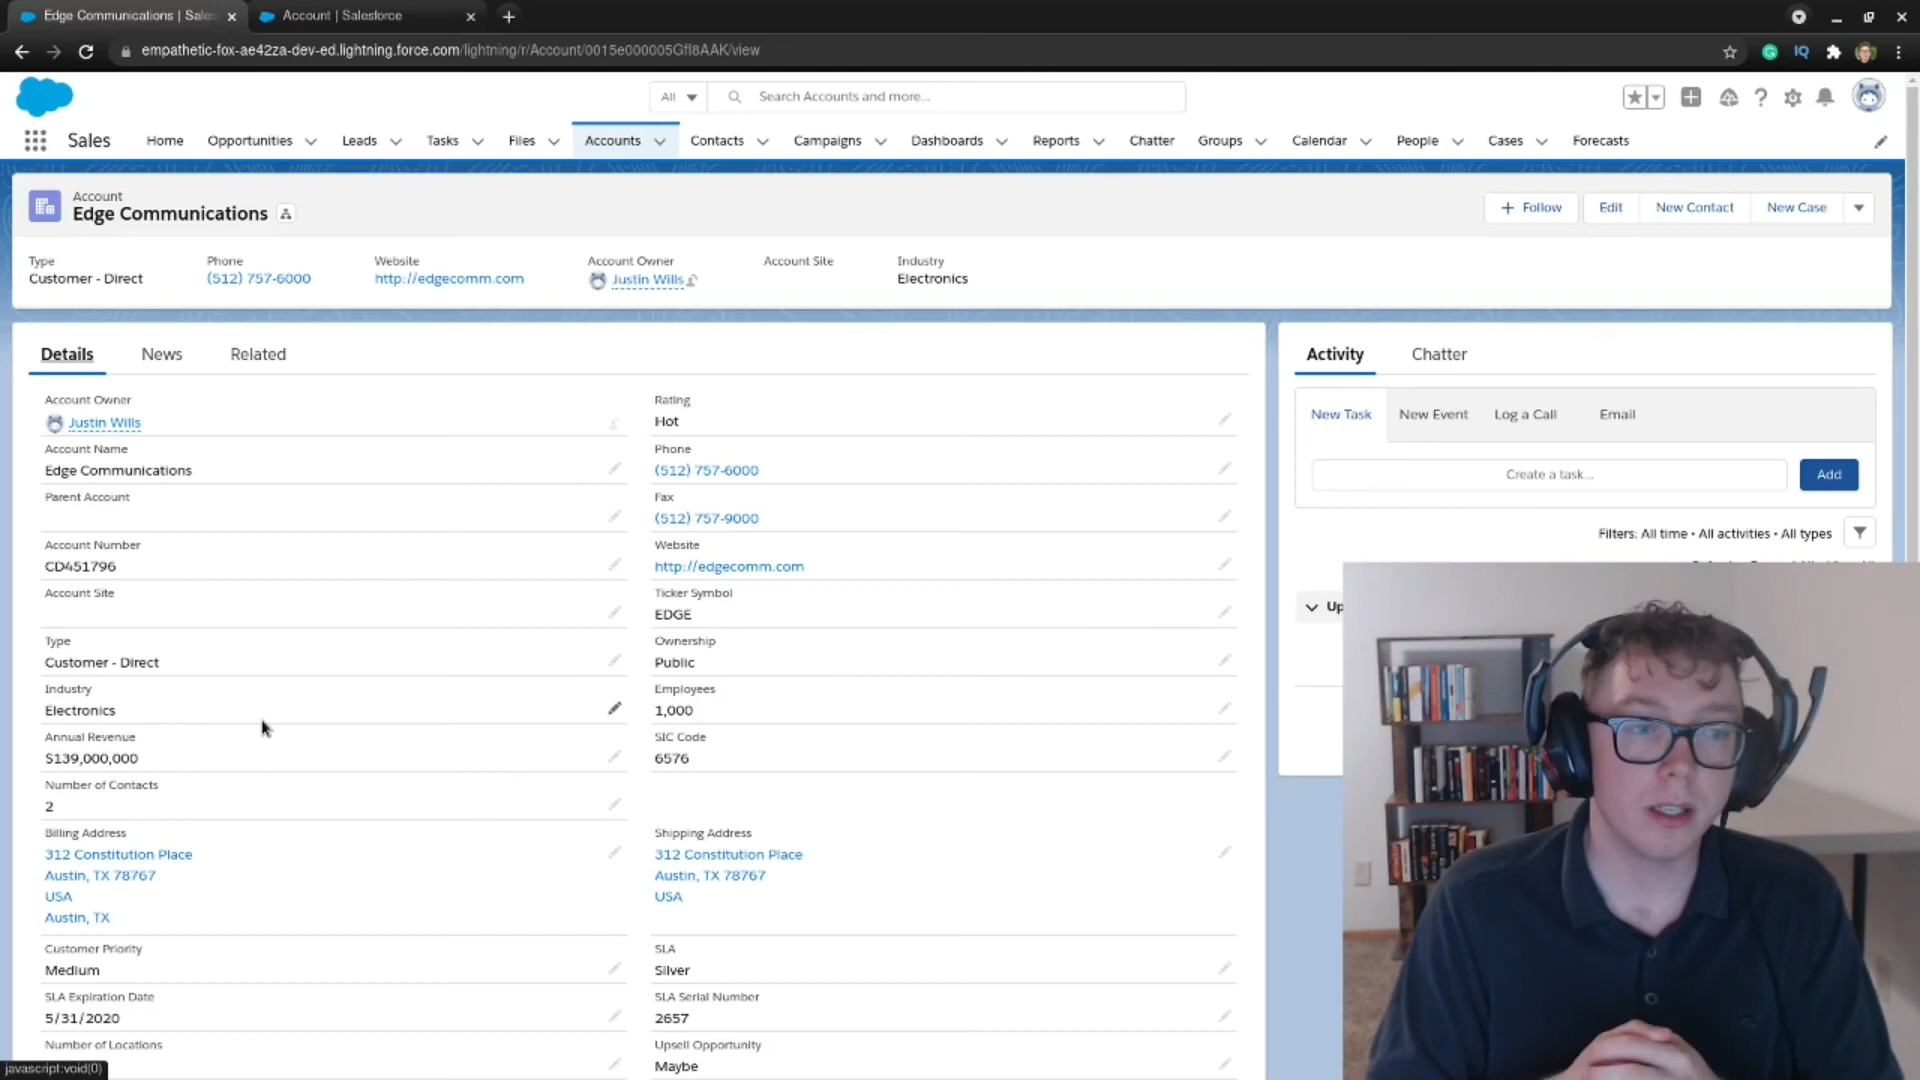 Edge Communications | Sales
Account | Salesforce
empathetic-fox-ae42za-dev-ed.lightning.force.com/lightning/r/Account/0015e000005Gfl8AAK/view
All
Search Accounts and more...
Sales
Home
Opportunities
Leads
Tasks
Files
Accounts
Contacts
Campaigns
Dashboards
Reports
Chatter
Groups
Calendar
People
Cases
Forecasts
Account
Edge Communications
+ Follow
Edit
New Contact
New Case
Type
Customer - Direct
Phone
(512) 757-6000
Website
http://edgecomm.com
Account Owner
Justin Wills
Account Site
Industry
Electronics
Details
News
Related
Account Owner
Justin Wills
Rating
Hot
Account Name
Edge Communications
Phone
(512) 757-6000
Parent Account
Fax
(512) 757-9000
Account Number
CD451796
Website
http://edgecomm.com
Account Site
Ticker Symbol
EDGE
Type
Customer - Direct
Ownership
Public
Industry
Electronics
Employees
1,000
Annual Revenue
$139,000,000
SIC Code
6576
Number of Contacts
2
Billing Address
312 Constitution Place
Austin, TX 78767
USA
Austin, TX
Shipping Address
312 Constitution Place
Austin, TX 78767
USA
Customer Priority
Medium
SLA
Silver
SLA Expiration Date
5/31/2020
SLA Serial Number
2657
Number of Locations
Upsell Opportunity
Maybe
Activity
Chatter
New Task
New Event
Log a Call
Email
Create a task...
Add
Filters: All time • All activities • All types
Up
javascript:void(0)